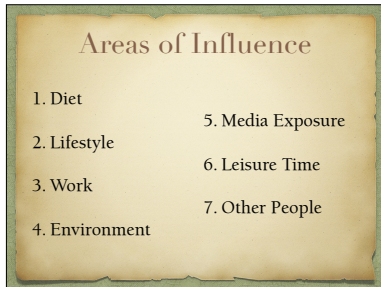 Areas of Influence
1. Diet
2. Lifestyle
3. Work
4. Environment
5. Media Exposure
6. Leisure Time
7. Other People